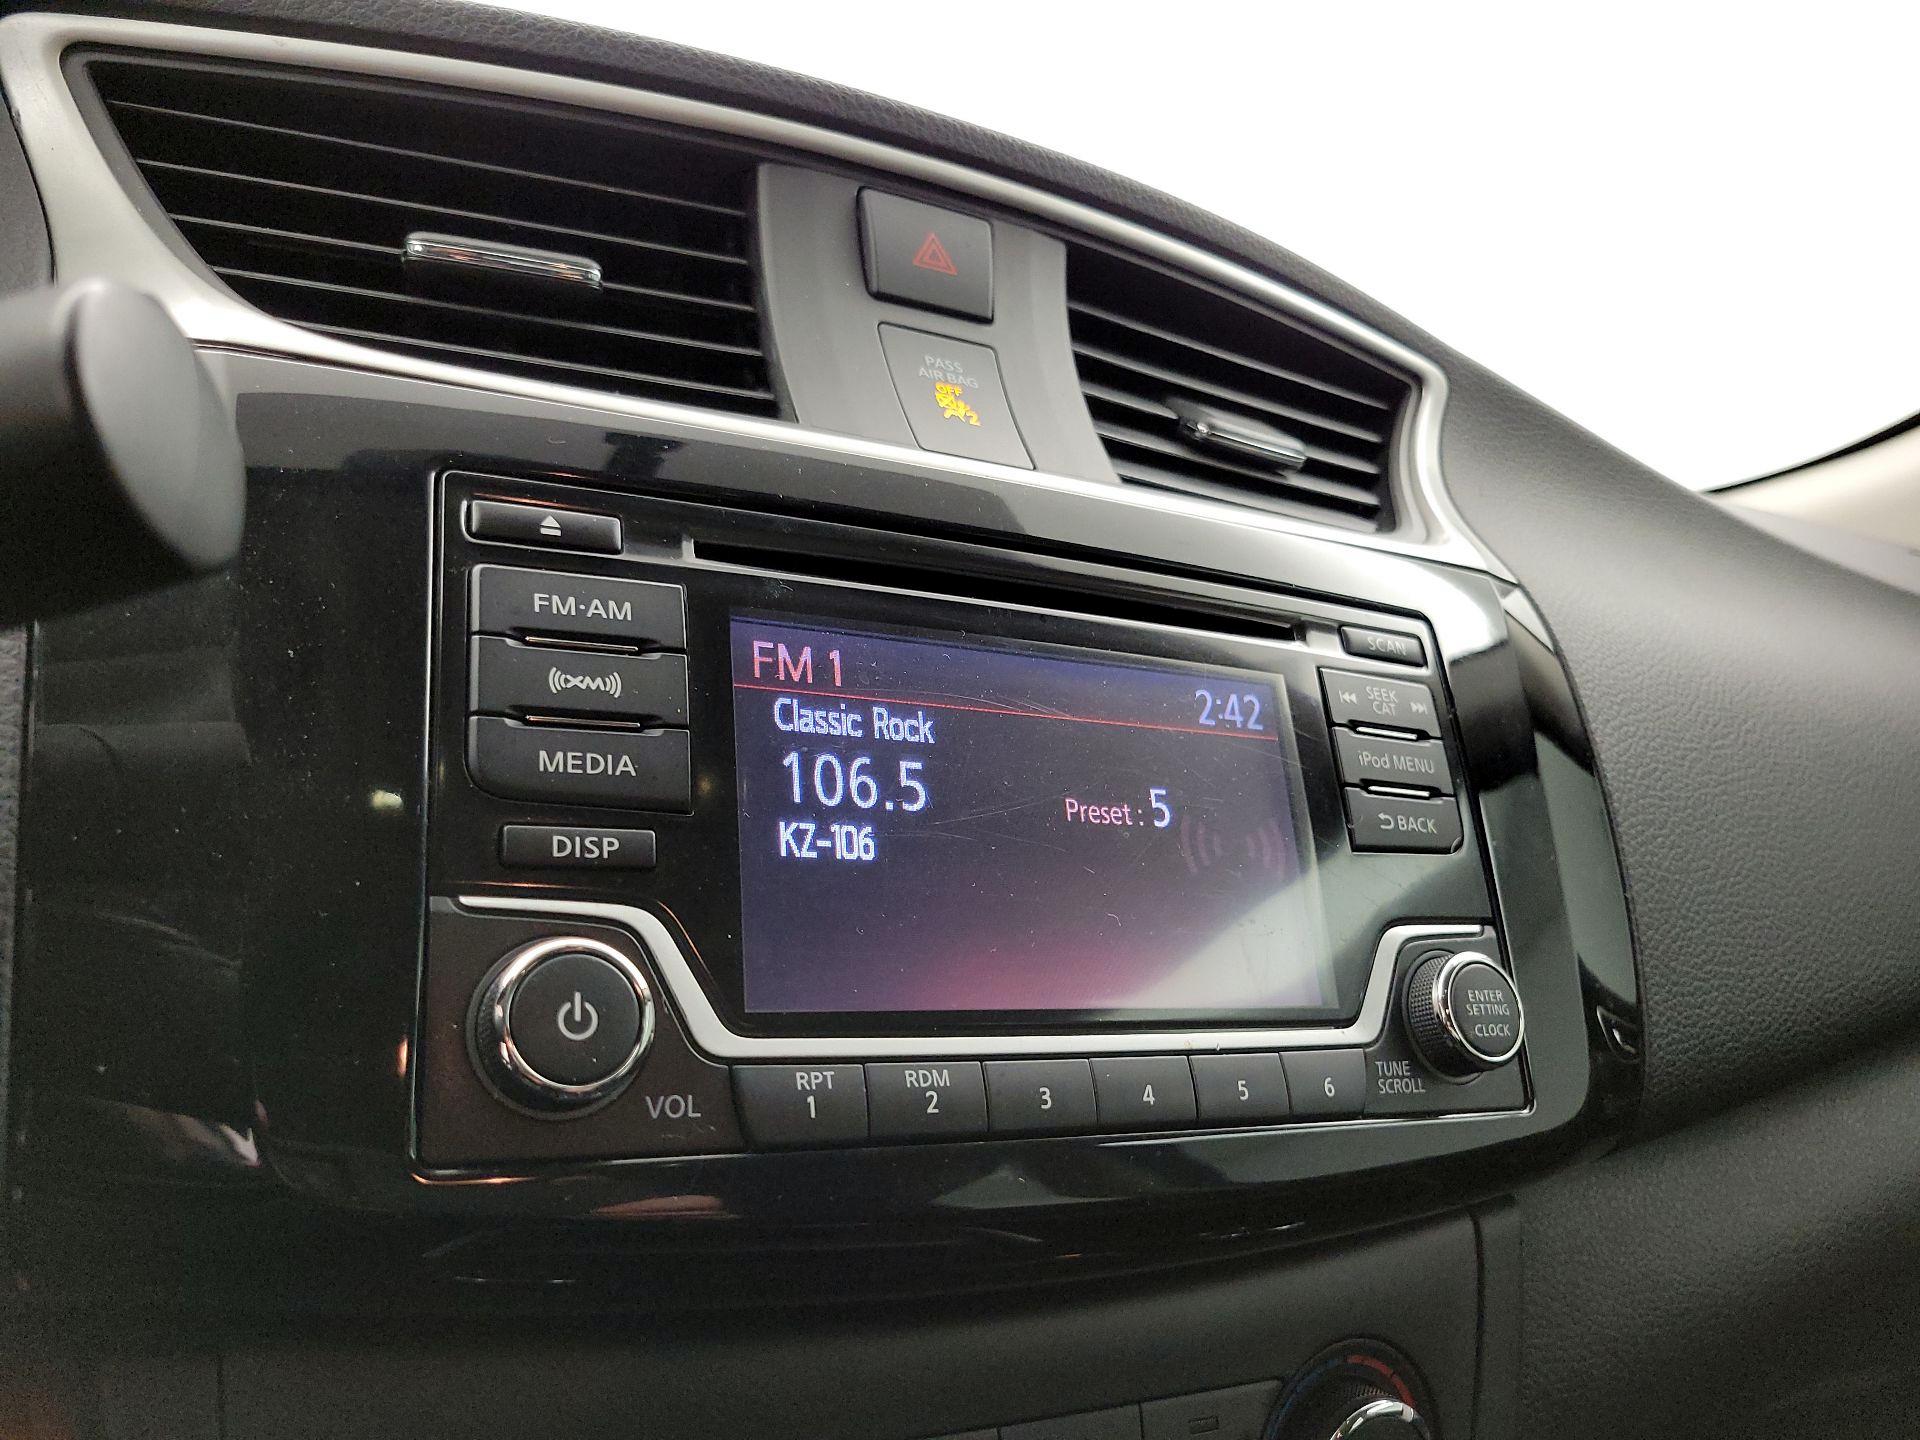 PASS
AIR BAG
OFF
2
FM·AM
XM
MEDIA
DISP
FM 1
2:42
Classic Rock
106.5
Preset : 5
KZ-106
SCAN
SEEK
CAT
iPod MENU
BACK
VOL
RPT
1
RDM
2
3
4
5
6
TUNE
SCROLL
ENTER
SETTING
CLOCK